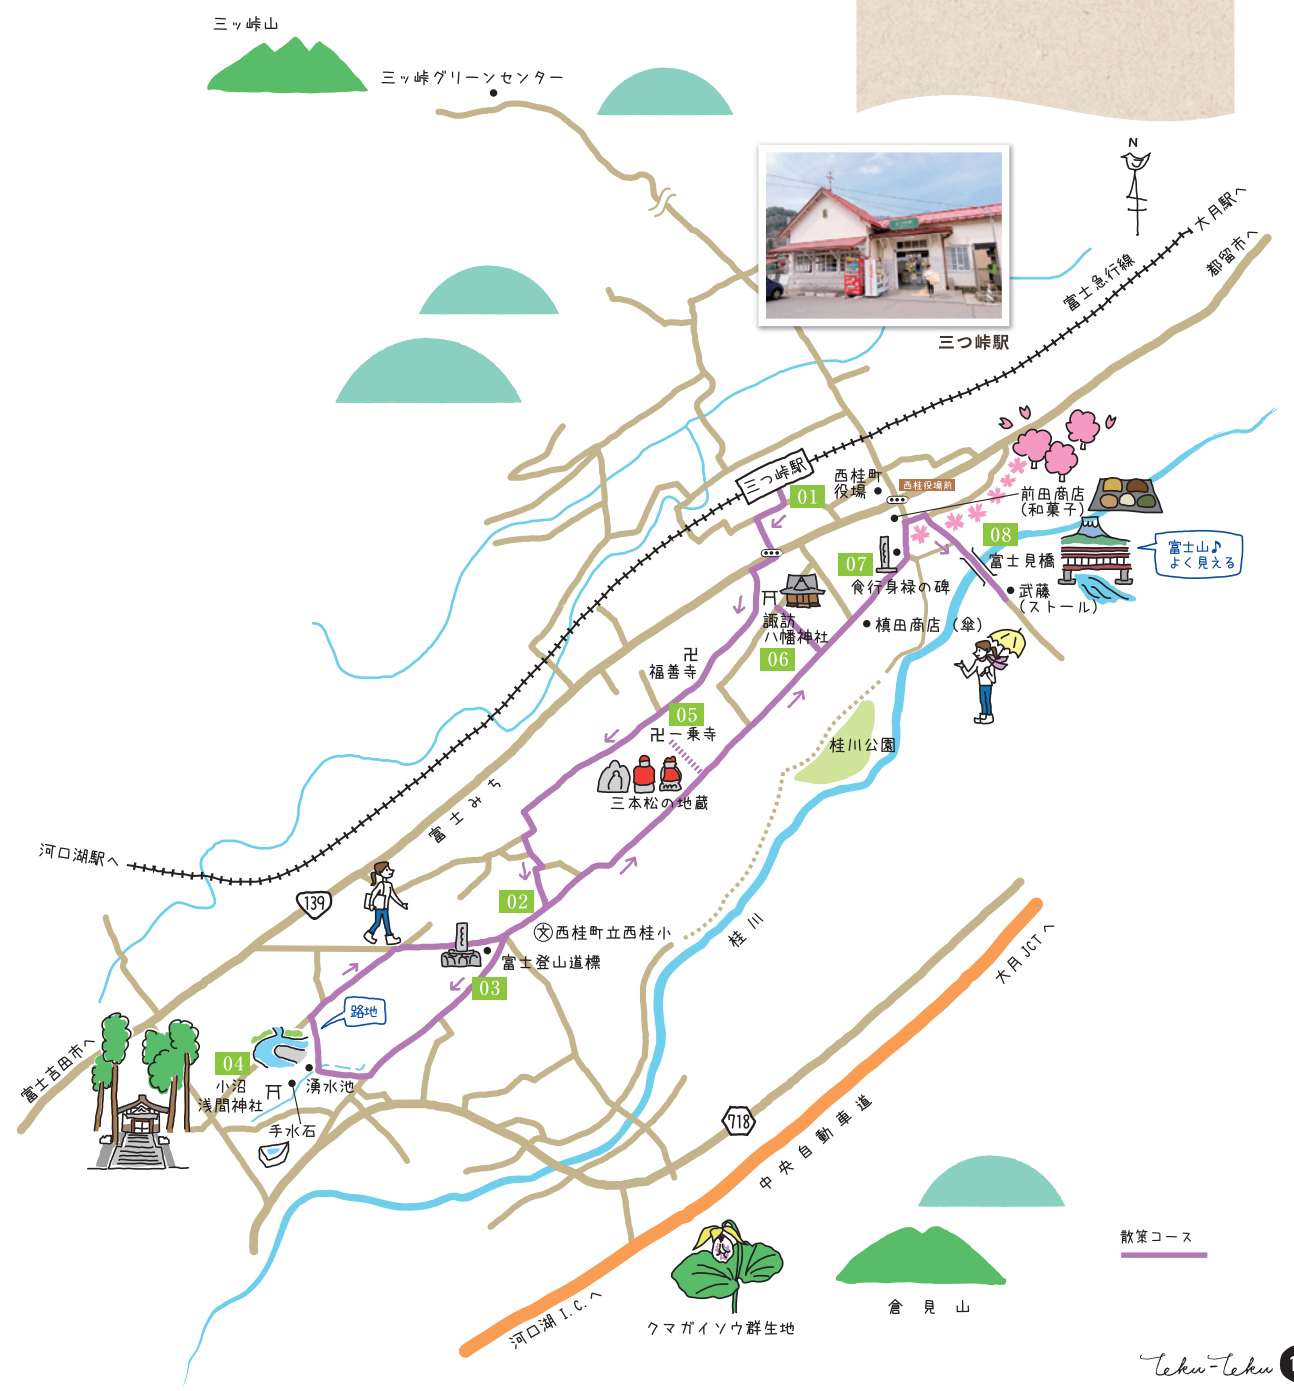 三ッ峠山
三ッ峠グリーンセンター
N
大月駅へ
都留市へ
富士急行線
三つ峠駅
三つ峠駅
01
西桂町
役場
西桂役場前
前田商店
(和菓子)
08
富士見橋
富士山♪
よく見える
07
食行身禄の碑
武藤
(ストール)
諏訪
八幡神社
06
槙田商店(傘)
卍
福善寺
05
卍一乗寺
三本松の地蔵
桂川公園
富士みち
河口湖駅へ
139
02
文西桂町立西桂小
富士登山道標
03
桂川
大月JCTへ
路地
04
小沼
浅間神社
湧水池
手水石
富士吉田市へ
718
中央自動車道
河口湖I.C.へ
クマガイソウ群生地
倉見山
散策コース
Teku-Teku
1